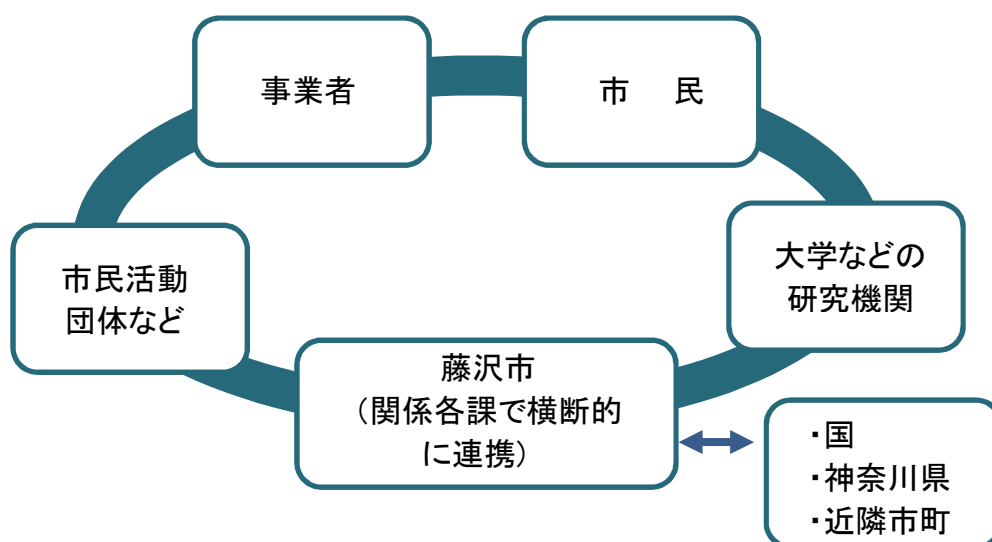 事業者
市 民
大学などの
研究機関
市民活動
団体など
藤沢市
（関係各課で横断的
に連携）
・国
・神奈川県
・近隣市町